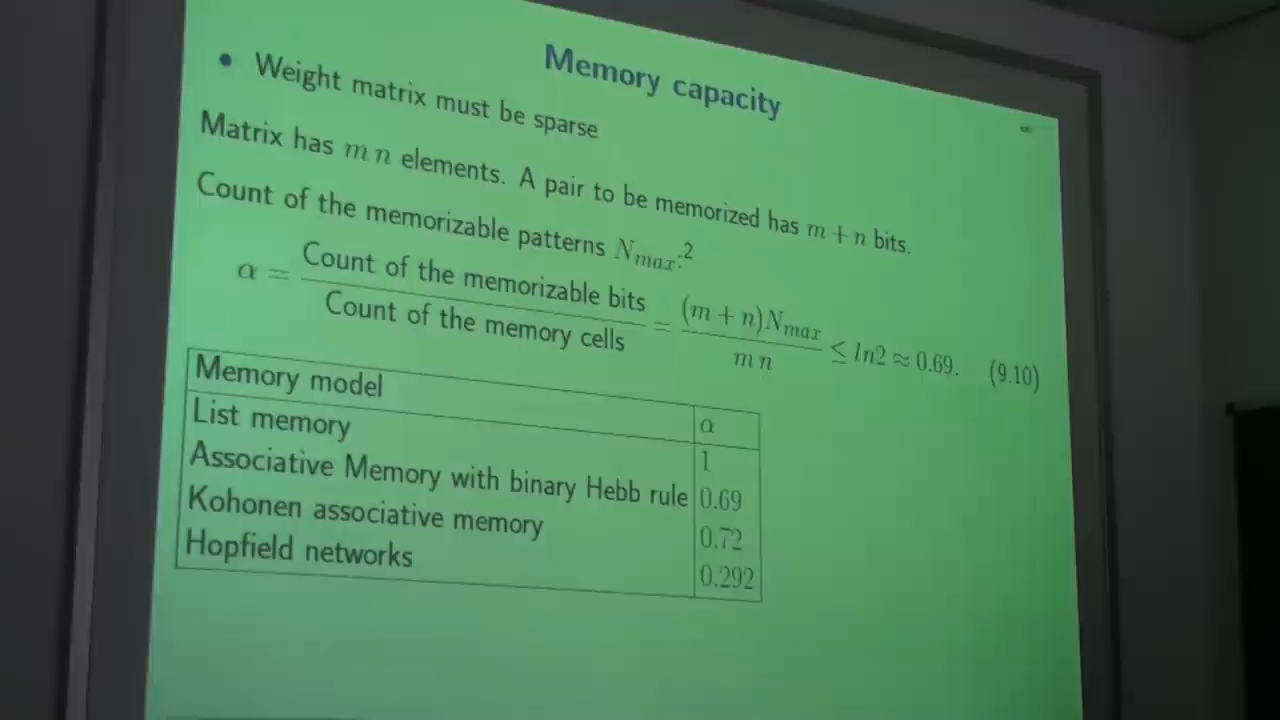 Memory capacity
• Weight matrix must be sparse
Matrix has m n elements. A pair to be memorized has m + n bits.
Count of the memorizable patterns N_max:²
α = Count of the memorizable bits / Count of the memory cells = (m + n)N_max / m n ≤ ln2 ≈ 0.69. (9.10)
Memory model α
List memory 1
Associative Memory with binary Hebb rule 0.69
Kohonen associative memory 0.72
Hopfield networks 0.292